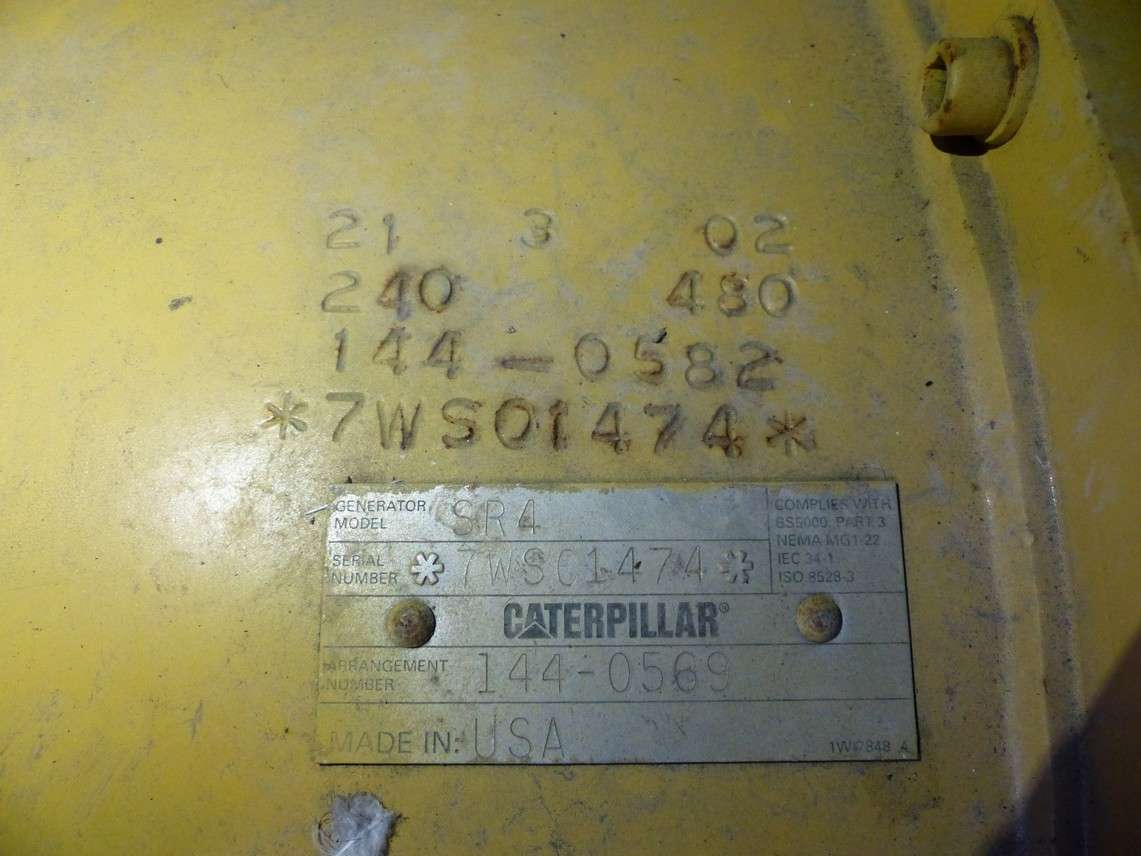 21 3 02
240 480
144-0582
*7WS01474*
GENERATOR MODEL SR4
COMPLIES WITH
BS5000, PART 3
NEMA MG1-22
IEC 34-1
ISO 8528-3
SERIAL NUMBER *7WS01474*
CATERPILLAR®
ARRANGEMENT NUMBER 144-0569
MADE IN: USA